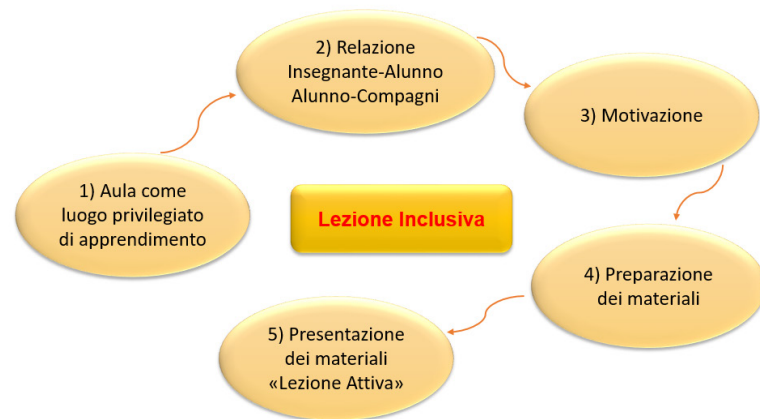 1) Aula come
luogo privilegiato
di apprendimento
2) Relazione
Insegnante-Alunno
Alunno-Compagni
3) Motivazione
Lezione Inclusiva
4) Preparazione
dei materiali
5) Presentazione
dei materiali
«Lezione Attiva»